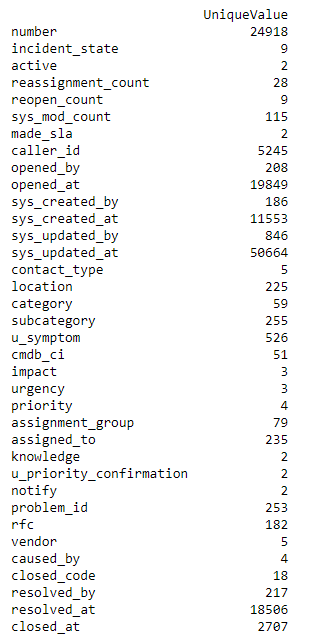 UniqueValue
number 24918
incident_state 9
active 2
reassignment_count 28
reopen_count 9
sys_mod_count 115
made_sla 2
caller_id 5245
opened_by 208
opened_at 19849
sys_created_by 186
sys_created_at 11553
sys_updated_by 846
sys_updated_at 50664
contact_type 5
location 225
category 59
subcategory 255
u_symptom 526
cmdb_ci 51
impact 3
urgency 3
priority 4
assignment_group 79
assigned_to 235
knowledge 2
u_priority_confirmation 2
notify 2
problem_id 253
rfc 182
vendor 5
caused_by 4
closed_code 18
resolved_by 217
resolved_at 18506
closed_at 2707